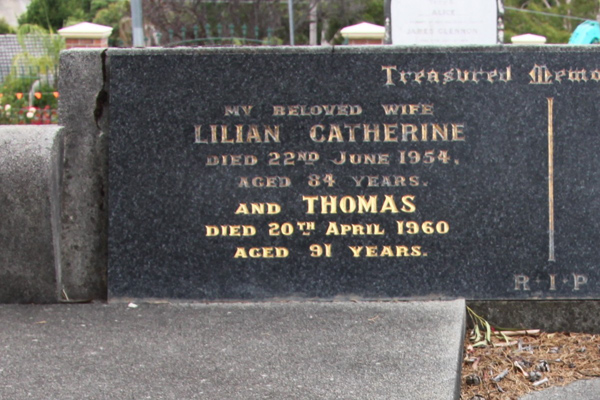 Treasured Memo
MY BELOVED WIFE
LILIAN CATHERINE
DIED 22ND JUNE 1954,
AGED 84 YEARS.
AND THOMAS
DIED 20TH APRIL 1960
AGED 91 YEARS.
R·I·P